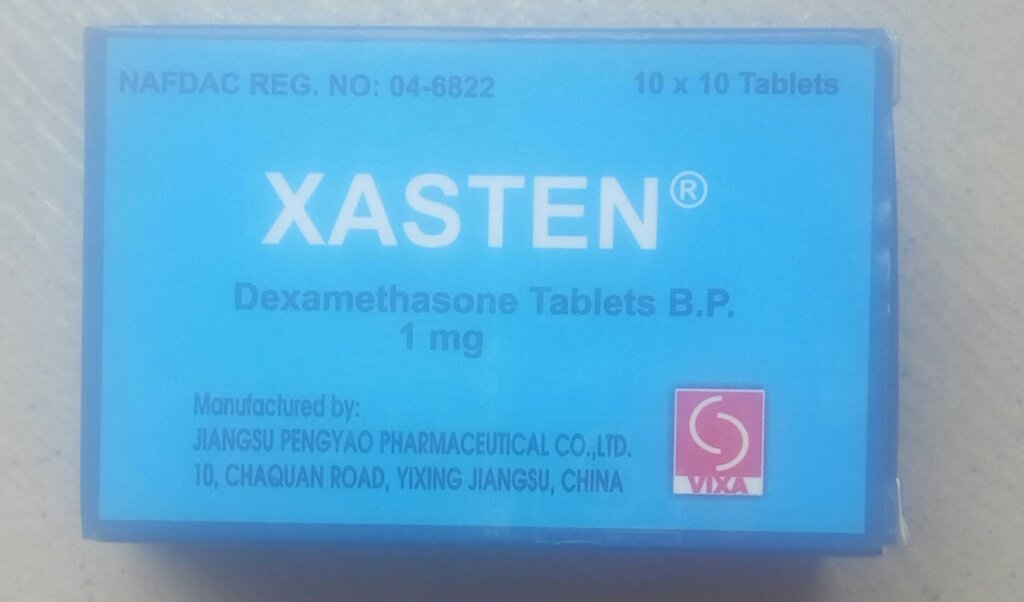 NAFDAC REG. NO: 04-6822 10 x 10 Tablets
XASTEN®
Dexamethasone Tablets B.P.
1 mg
Manufactured by:
JIANGSU PENGYAO PHARMACEUTICAL CO.,LTD.
10, CHAQUAN ROAD, YIXING JIANGSU, CHINA
VIXA